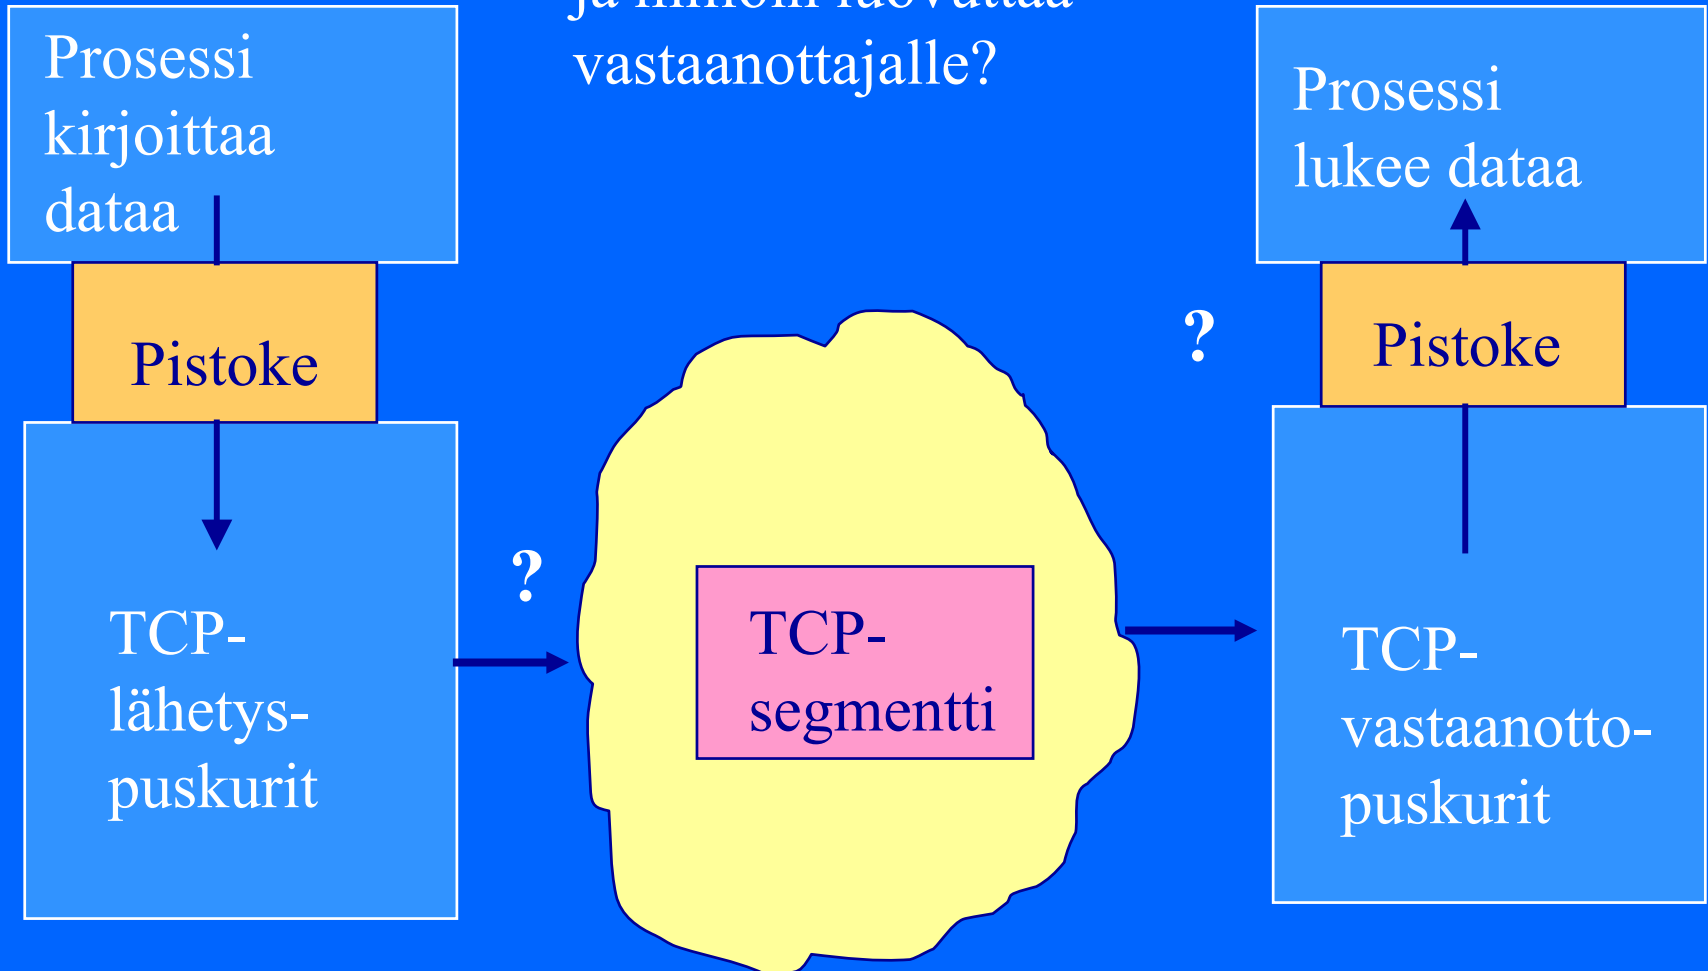 vastaanottajalle?
Prosessi
kirjoittaa
dataa
Prosessi
lukee dataa
Pistoke
?
Pistoke
?
TCP-
lähetys-
puskurit
TCP-
segmentti
TCP-
vastaanotto-
puskurit